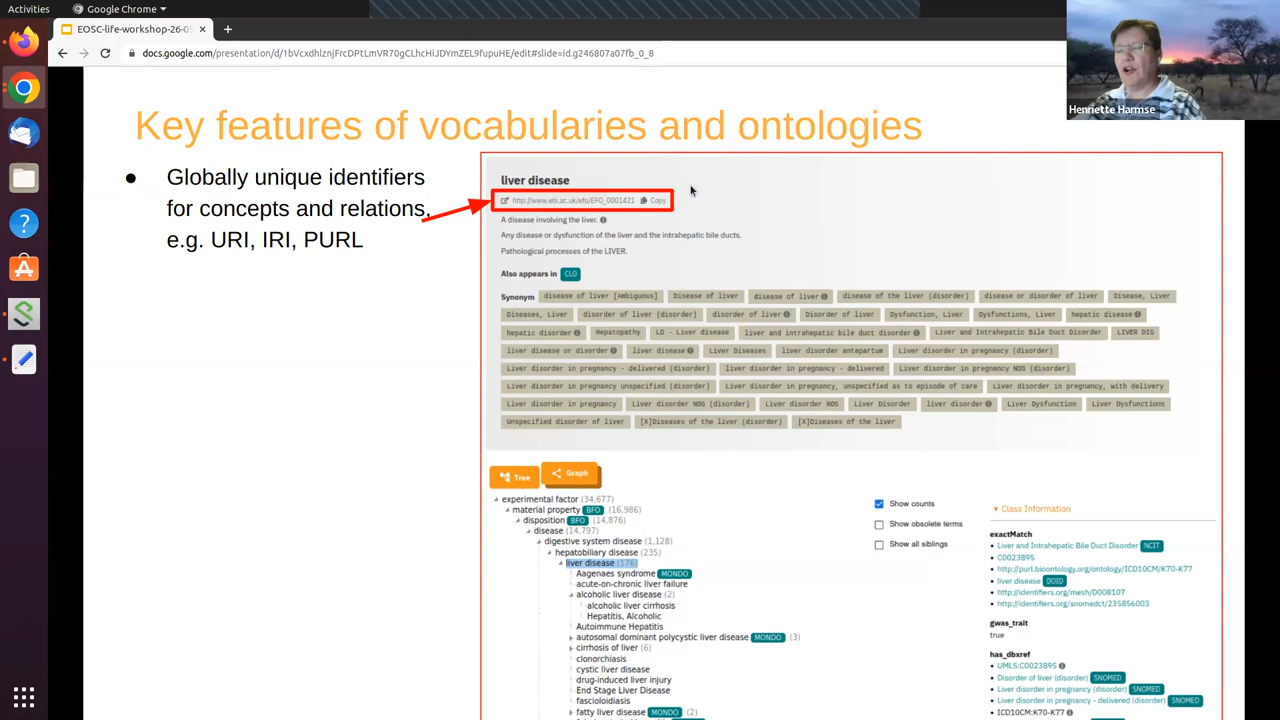 Activities
Google Chrome
EOSC-life-workshop-26-05
docs.google.com/presentation/d/1bVcxdhlznjFrcDPtLmVR70gCLhcHiJDYmZEL9fupuHE/edit#slide=id.g246807a07fb_0_8
Henriette Harmse
Key features of vocabularies and ontologies
● Globally unique identifiers
for concepts and relations,
e.g. URI, IRI, PURL
liver disease
http://www.ebi.ac.uk/efo/EFO_0001421 Copy
A disease involving the liver.
Any disease or dysfunction of the liver and the intrahepatic bile ducts.
Pathological processes of the LIVER.
Also appears in CLO
Synonym disease of liver [Ambiguous] Disease of liver disease of liver disease of the liver (disorder) disease or disorder of liver Disease, Liver
Diseases, Liver disorder of liver (disorder) disorder of liver Disorder of liver Dysfunction, Liver Dysfunctions, Liver hepatic disease
hepatic disorder Hepatopathy LD - Liver disease liver and intrahepatic bile duct disorder Liver and Intrahepatic Bile Duct Disorder LIVER DIS
liver disease or disorder liver disease Liver Diseases liver disorder antepartum Liver disorder in pregnancy (disorder)
Liver disorder in pregnancy - delivered (disorder) liver disorder in pregnancy - delivered Liver disorder in pregnancy NOS (disorder)
Liver disorder in pregnancy unspecified (disorder) Liver disorder in pregnancy, unspecified as to episode of care Liver disorder in pregnancy, with delivery
Liver disorder in pregnancy Liver disorder NOS (disorder) Liver disorder NOS Liver Disorder liver disorder Liver Dysfunction Liver Dysfunctions
Unspecified disorder of liver [X]Diseases of the liver (disorder) [X]Diseases of the liver
Tree Graph
experimental factor (34,677)
material property BFO (16,986)
disposition BFO (14,876)
disease (14,797)
digestive system disease (1,128)
hepatobiliary disease (235)
liver disease (176)
Aagenaes syndrome MONDO
acute-on-chronic liver failure
alcoholic liver disease (2)
alcoholic liver cirrhosis
Hepatitis, Alcoholic
Autoimmune Hepatitis
autosomal dominant polycystic liver disease MONDO (3)
cirrhosis of liver (6)
clonorchiasis
cystic liver disease
drug-induced liver injury
End Stage Liver Disease
fascioloidiasis
fatty liver disease MONDO (2)
Show counts
Show obsolete terms
Show all siblings
Class Information
exactMatch
• Liver and Intrahepatic Bile Duct Disorder NCIT
• C0023895
• http://purl.bioontology.org/ontology/ICD10CM/K70-K77
• liver disease DOID
• http://identifiers.org/mesh/D008107
• http://identifiers.org/snomedct/235856003
gwas_trait
true
has_dbxref
• UMLS:C0023895
• Disorder of liver (disorder) SNOMED
• Liver disorder in pregnancy (disorder) SNOMED
• Liver disorder in pregnancy - delivered (disorder) SNOMED
• ICD10CM:K70-K77